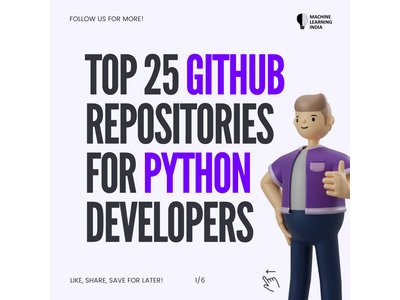 FOLLOW US FOR MORE!
MACHINE
LEARNING
INDIA
TOP 25 GITHUB
REPOSITORIES
FOR PYTHON
DEVELOPERS
LIKE, SHARE, SAVE FOR LATER!
1/6